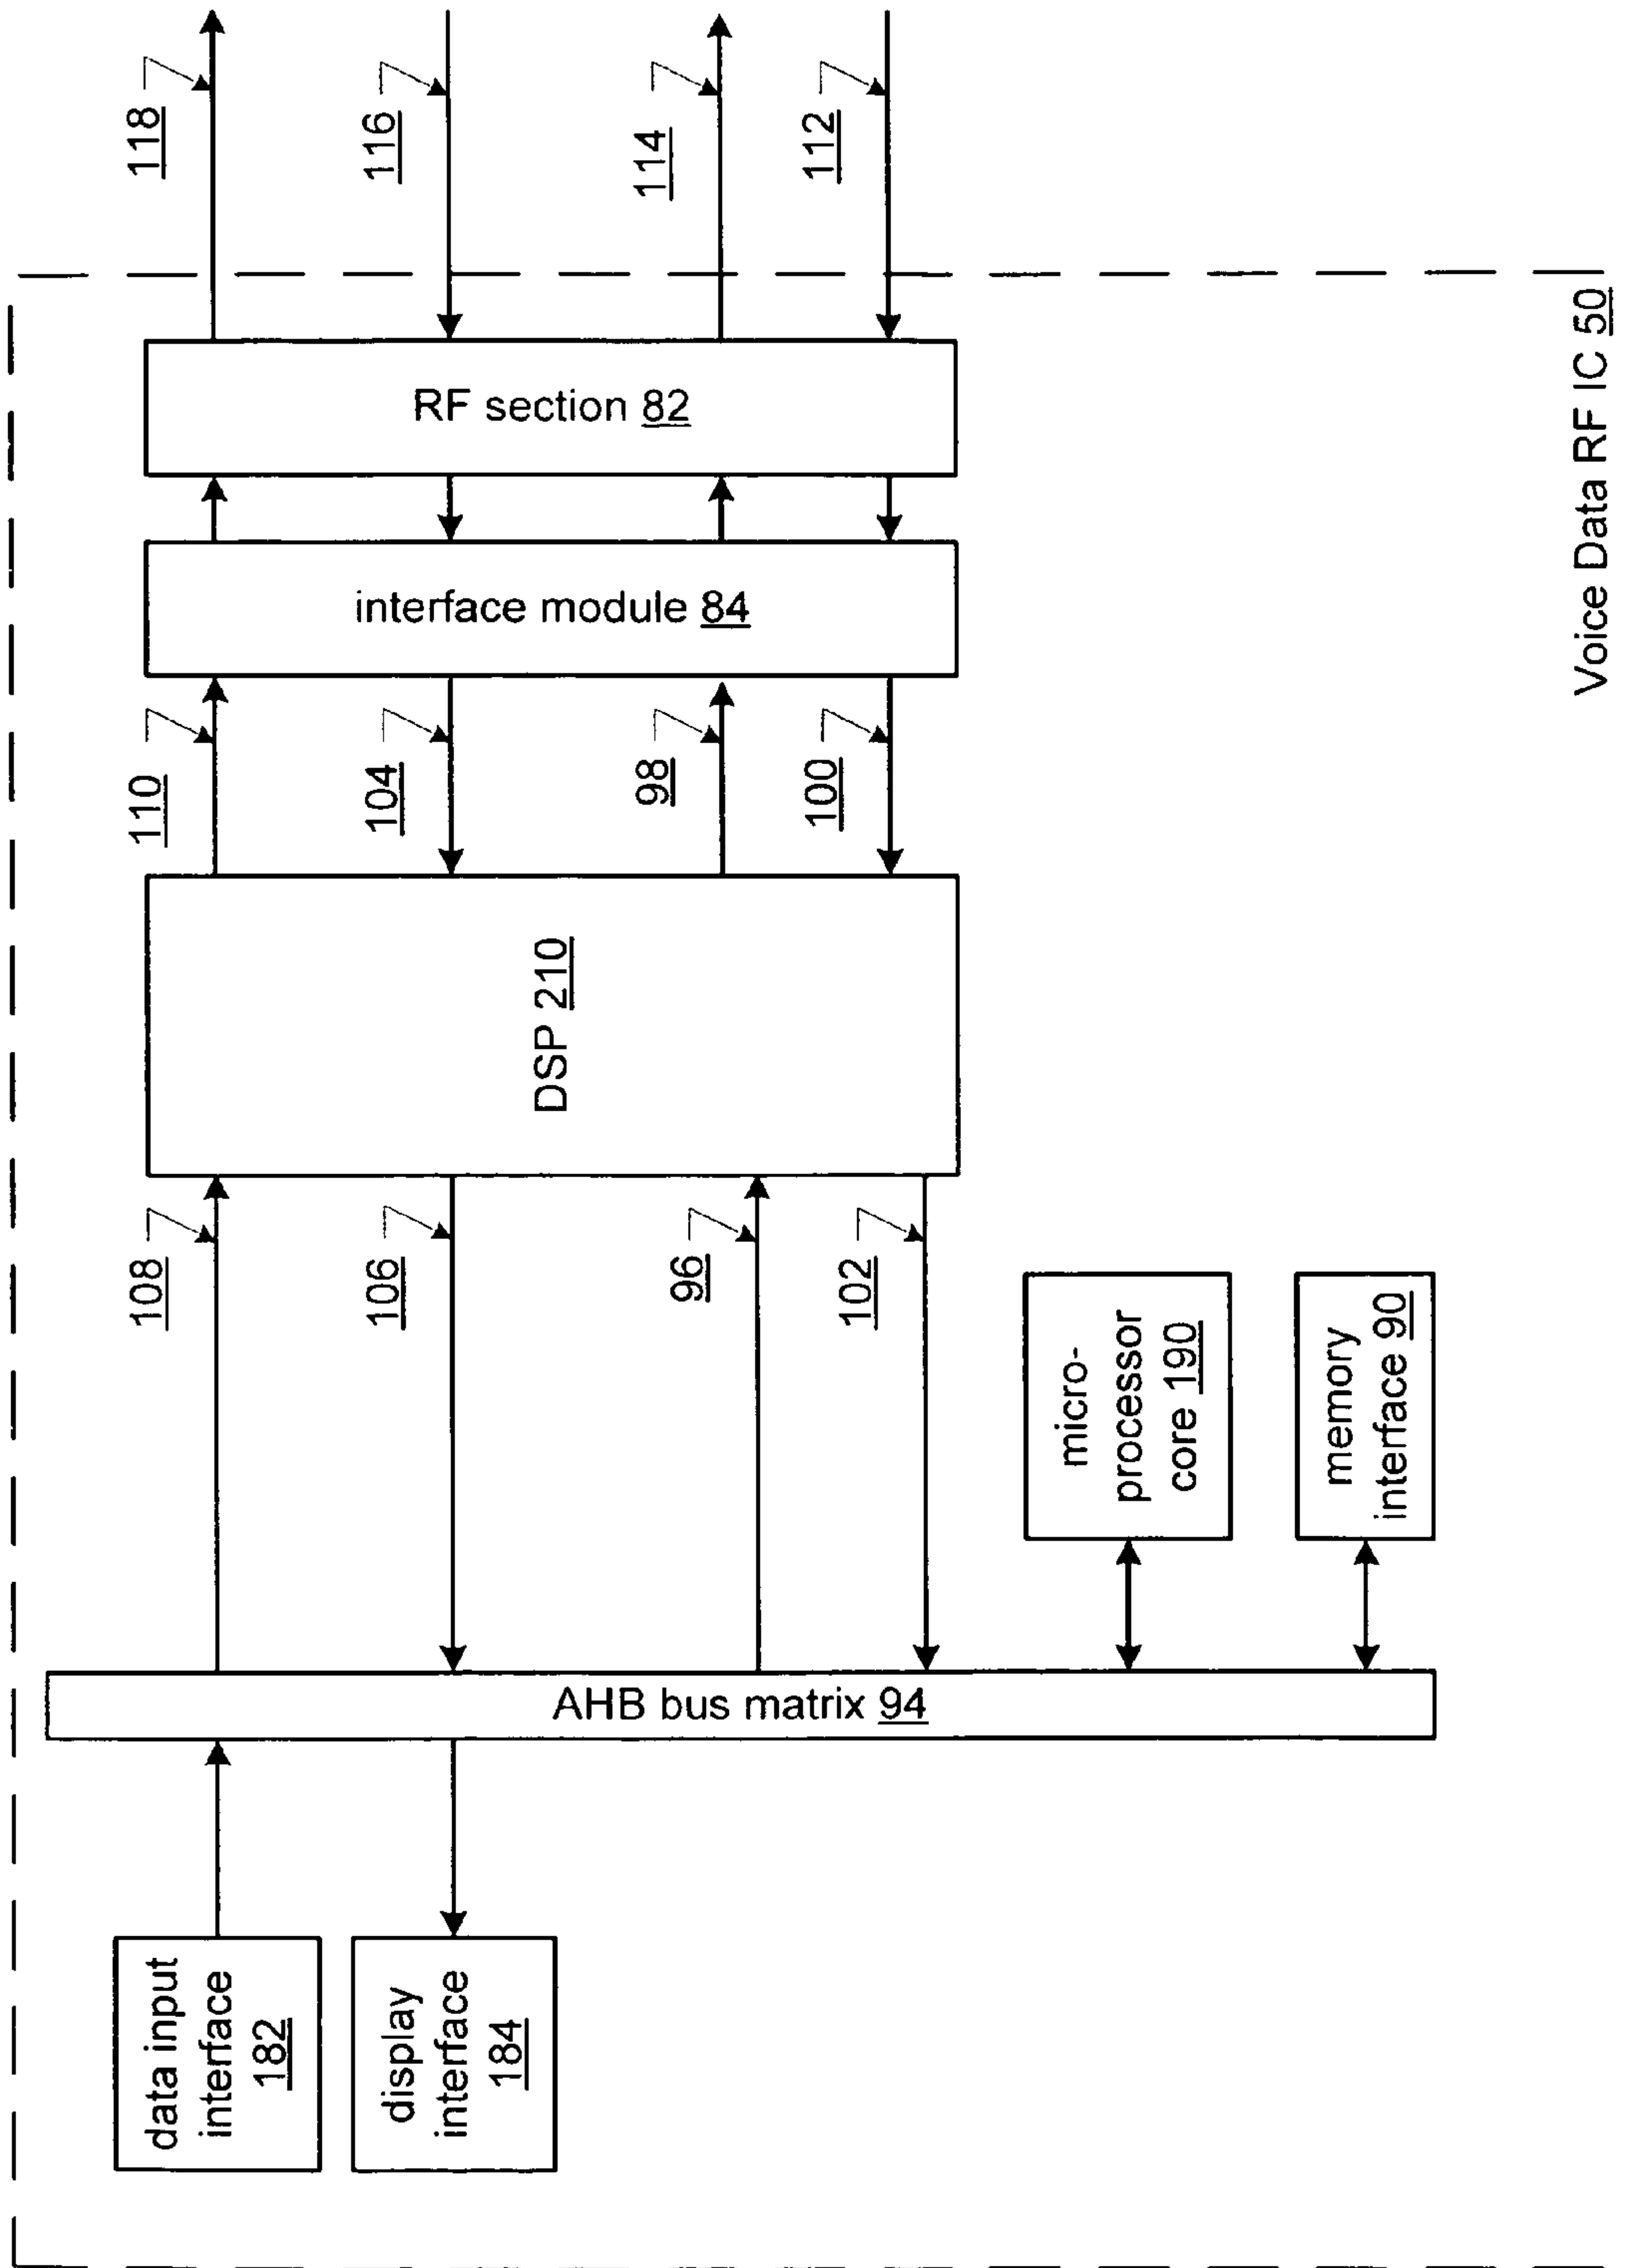 data input
interface
182
display
interface
184
AHB bus matrix 94
108
106
96
102
micro-
processor
core 190
memory
interface 90
DSP 210
110
104
98
100
interface module 84
RF section 82
118
116
114
112
Voice Data RF IC 50